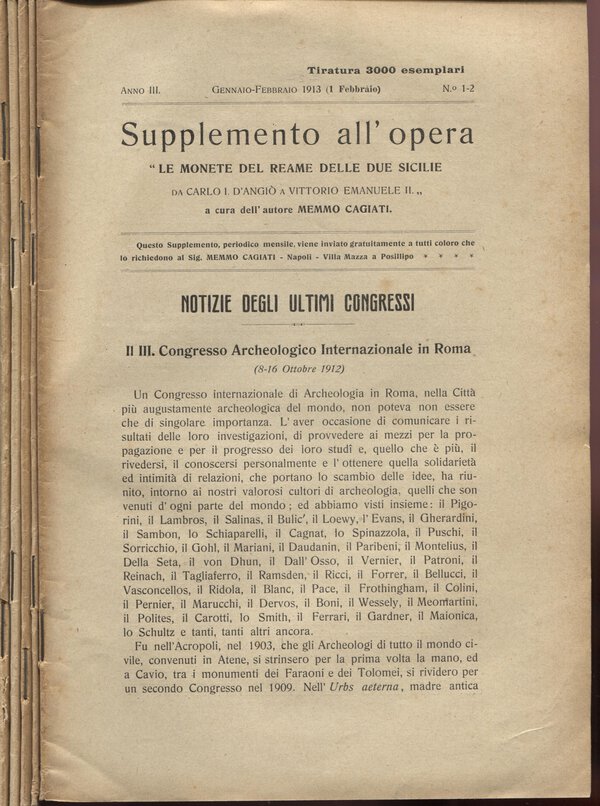 Tiratura 3000 esemplari
ANNO III. GENNAIO-FEBBRAIO 1913 (1 Febbraio) N.º 1-2
Supplemento all' opera
“ LE MONETE DEL REAME DELLE DUE SICILIE
DA CARLO I. D'ANGIÒ A VITTORIO EMANUELE II. „
a cura dell' autore MEMMO CAGIATI.
Questo Supplemento, periodico mensile, viene inviato gratuitamente a tutti coloro che
lo richiedono al Sig. MEMMO CAGIATI - Napoli - Villa Mazza a Posillipo * * * *
NOTIZIE DEGLI ULTIMI CONGRESSI
Il III. Congresso Archeologico Internazionale in Roma
(8-16 Ottobre 1912)
Un Congresso internazionale di Archeologia in Roma, nella Città
più augustamente archeologica del mondo, non poteva non essere
che di singolare importanza. L' aver occasione di comunicare i ri-
sultati delle loro investigazioni, di provvedere ai mezzi per la pro-
pagazione e per il progresso dei loro studî e, quello che è più, il
rivedersi, il conoscersi personalmente e l' ottenere quella solidarietà
ed intimità di relazioni, che portano lo scambio delle idee, ha riu-
nito, intorno ai nostri valorosi cultori di archeologia, quelli che son
venuti d' ogni parte del mondo ; ed abbiamo visti insieme : il Pigo-
rini, il Lambros, il Salinas, il Bulic', il Loewy, l' Evans, il Gherardini,
il Sambon, lo Schiaparelli, il Cagnat, lo Spinazzola, il Puschi, il
Sorricchio, il Gohl, il Mariani, il Daudanin, il Paribeni, il Montelius, il
Della Seta, il von Dhun, il Dall' Osso, il Vernier, il Patroni, il
Reinach, il Tagliaferro, il Ramsden, il Ricci, il Forrer, il Bellucci, il
Vasconcellos, il Ridola, il Blanc, il Pace, il Frothingham, il Colini,
il Pernier, il Marucchi, il Dervos, il Boni, il Wessely, il Meomartini,
il Polites, il Carotti, lo Smith, il Ferrari, il Gardner, il Maionica,
lo Schultz e tanti, tanti altri ancora.
Fu nell'Acropoli, nel 1903, che gli Archeologi di tutto il mondo ci-
vile, convenuti in Atene, si strinsero per la prima volta la mano, ed
a Cavio, tra i monumenti dei Faraoni e dei Tolomei, si rividero per
un secondo Congresso nel 1909. Nell' Urbs aeterna, madre antica